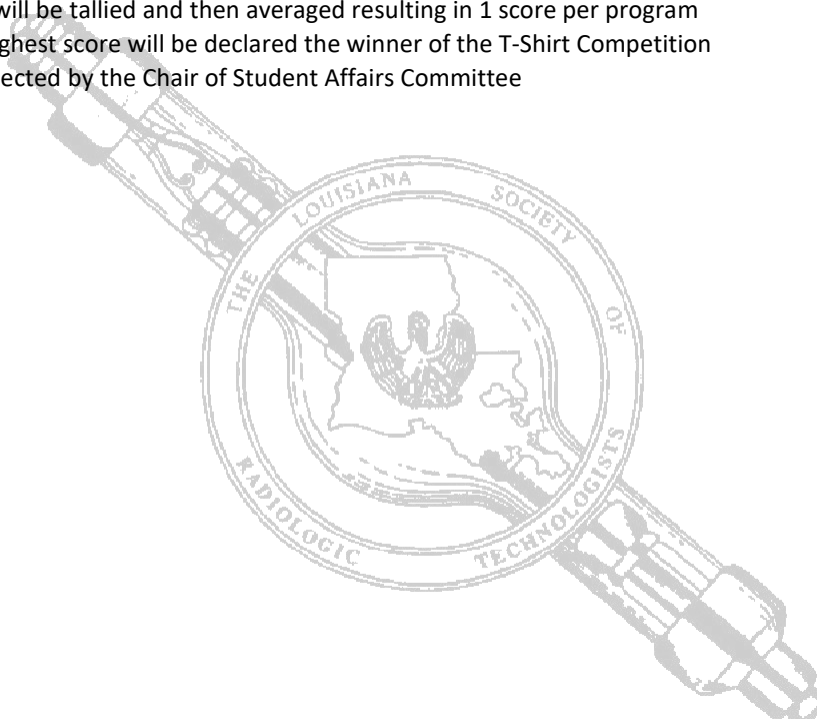 will be tallied and then averaged resulting in 1 score per program
ghest score will be declared the winner of the T-Shirt Competition
ected by the Chair of Student Affairs Committee
THE LOUISIANA SOCIETY OF
RADIOLOGIC TECHNOLOGISTS